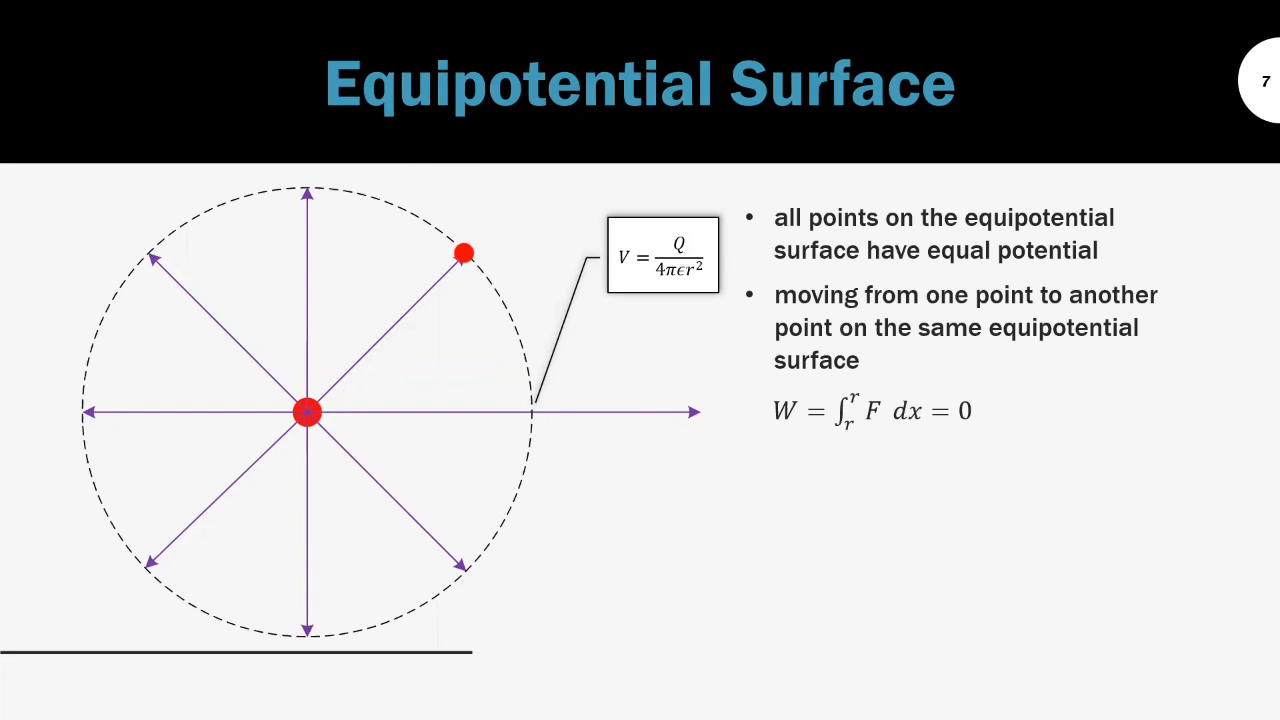 Equipotential Surface
7
V = Q / 4πϵr²
• all points on the equipotential
surface have equal potential
• moving from one point to another
point on the same equipotential
surface
W = ∫ᵣʳ F dx = 0